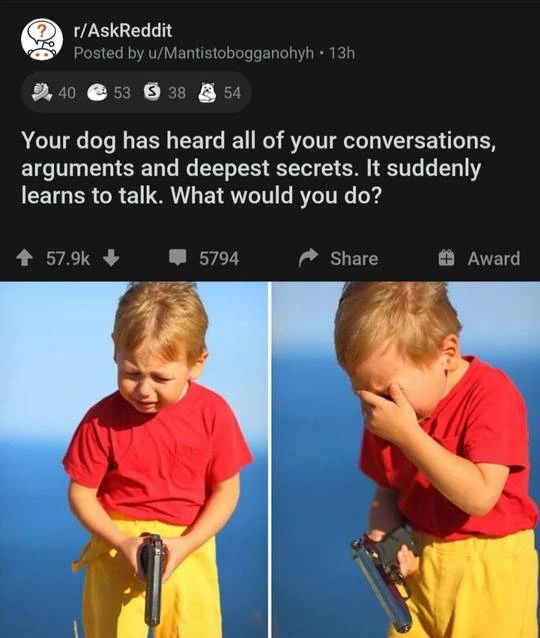 r/AskReddit
Posted by u/Mantistobogganohyh • 13h
40 53 S 38 54
Your dog has heard all of your conversations,
arguments and deepest secrets. It suddenly
learns to talk. What would you do?
57.9k 5794 Share Award